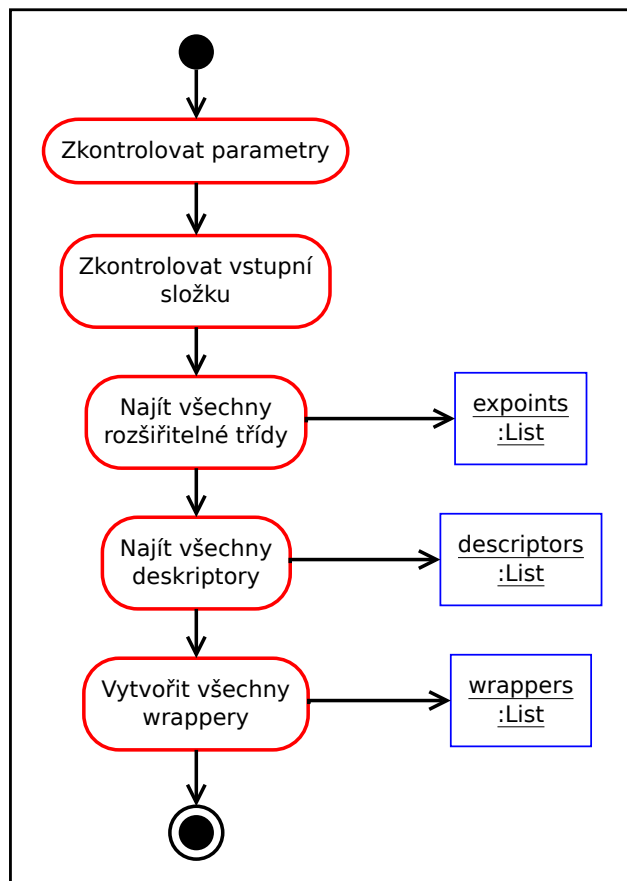 Zkontrolovat parametry
Zkontrolovat vstupní
složku
Najít všechny
rozšiřitelné třídy
expoints
:List
Najít všechny
deskriptory
descriptors
:List
Vytvořit všechny
wrappery
wrappers
:List